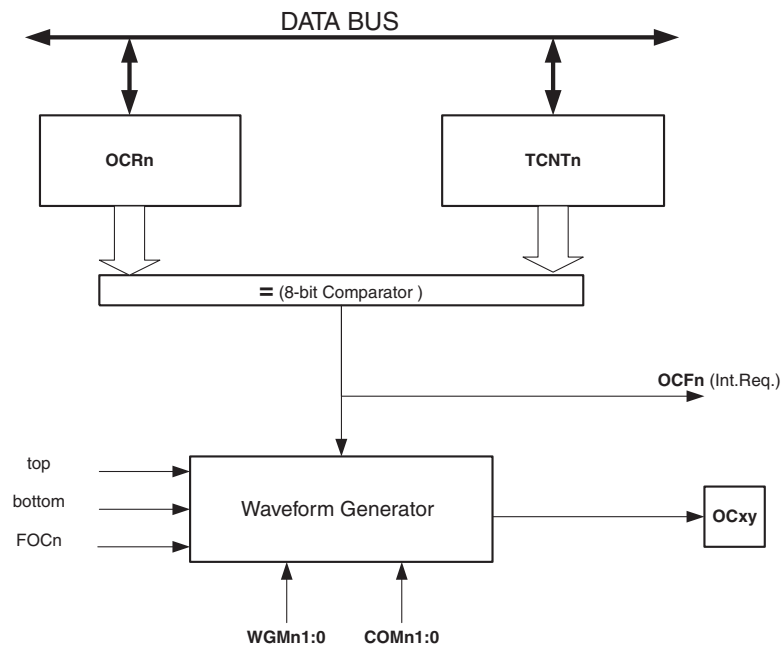 DATA BUS
OCRn
TCNTn
= (8-bit Comparator )
OCFn (Int.Req.)
top
bottom
FOCn
Waveform Generator
OCxy
WGMn1:0
COMn1:0